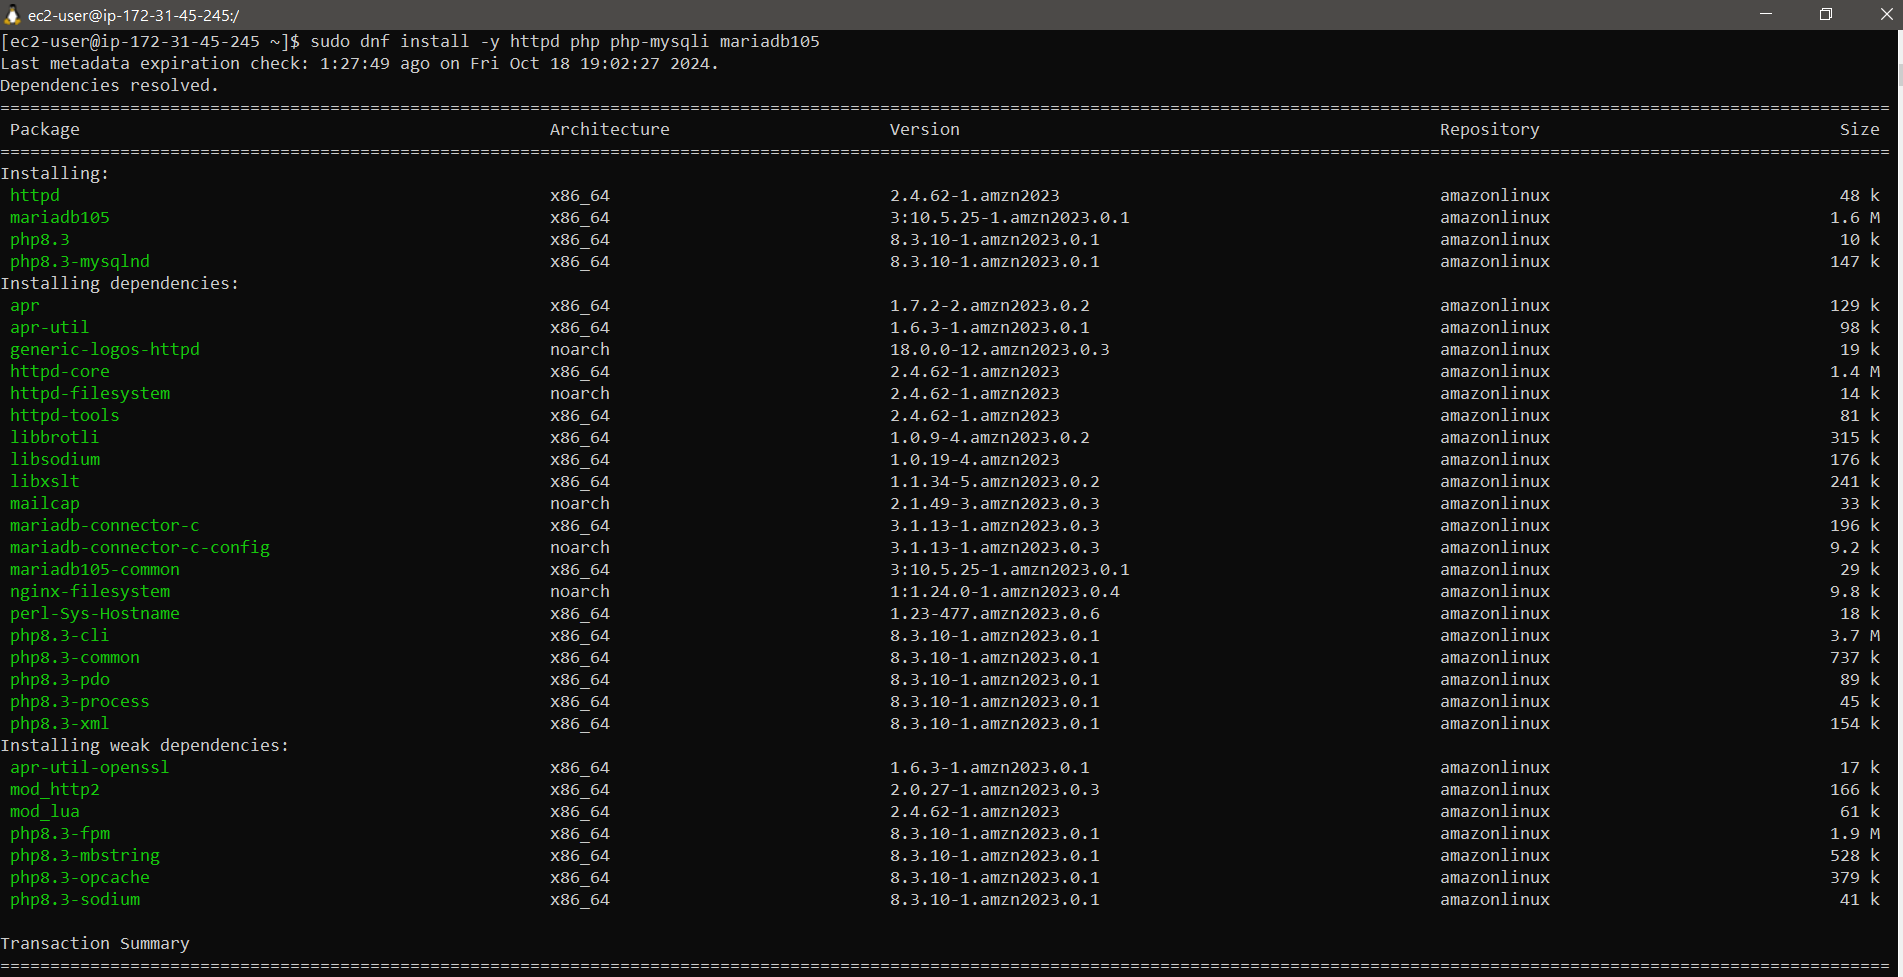 ec2-user@ip-172-31-45-245:/
[ec2-user@ip-172-31-45-245 ~]$ sudo dnf install -y httpd php php-mysqli mariadb105
Last metadata expiration check: 1:27:49 ago on Fri Oct 18 19:02:27 2024.
Dependencies resolved.
================================================================================
Package Architecture Version Repository Size
================================================================================
Installing:
httpd x86_64 2.4.62-1.amzn2023 amazonlinux 48 k
mariadb105 x86_64 3:10.5.25-1.amzn2023.0.1 amazonlinux 1.6 M
php8.3 x86_64 8.3.10-1.amzn2023.0.1 amazonlinux 10 k
php8.3-mysqlnd x86_64 8.3.10-1.amzn2023.0.1 amazonlinux 147 k
Installing dependencies:
apr x86_64 1.7.2-2.amzn2023.0.2 amazonlinux 129 k
apr-util x86_64 1.6.3-1.amzn2023.0.1 amazonlinux 98 k
generic-logos-httpd noarch 18.0.0-12.amzn2023.0.3 amazonlinux 19 k
httpd-core x86_64 2.4.62-1.amzn2023 amazonlinux 1.4 M
httpd-filesystem noarch 2.4.62-1.amzn2023 amazonlinux 14 k
httpd-tools x86_64 2.4.62-1.amzn2023 amazonlinux 81 k
libbrotli x86_64 1.0.9-4.amzn2023.0.2 amazonlinux 315 k
libsodium x86_64 1.0.19-4.amzn2023 amazonlinux 176 k
libxslt x86_64 1.1.34-5.amzn2023.0.2 amazonlinux 241 k
mailcap noarch 2.1.49-3.amzn2023.0.3 amazonlinux 33 k
mariadb-connector-c x86_64 3.1.13-1.amzn2023.0.3 amazonlinux 196 k
mariadb-connector-c-config noarch 3.1.13-1.amzn2023.0.3 amazonlinux 9.2 k
mariadb105-common x86_64 3:10.5.25-1.amzn2023.0.1 amazonlinux 29 k
nginx-filesystem noarch 1:1.24.0-1.amzn2023.0.4 amazonlinux 9.8 k
perl-Sys-Hostname x86_64 1.23-477.amzn2023.0.6 amazonlinux 18 k
php8.3-cli x86_64 8.3.10-1.amzn2023.0.1 amazonlinux 3.7 M
php8.3-common x86_64 8.3.10-1.amzn2023.0.1 amazonlinux 737 k
php8.3-pdo x86_64 8.3.10-1.amzn2023.0.1 amazonlinux 89 k
php8.3-process x86_64 8.3.10-1.amzn2023.0.1 amazonlinux 45 k
php8.3-xml x86_64 8.3.10-1.amzn2023.0.1 amazonlinux 154 k
Installing weak dependencies:
apr-util-openssl x86_64 1.6.3-1.amzn2023.0.1 amazonlinux 17 k
mod_http2 x86_64 2.0.27-1.amzn2023.0.3 amazonlinux 166 k
mod_lua x86_64 2.4.62-1.amzn2023 amazonlinux 61 k
php8.3-fpm x86_64 8.3.10-1.amzn2023.0.1 amazonlinux 1.9 M
php8.3-mbstring x86_64 8.3.10-1.amzn2023.0.1 amazonlinux 528 k
php8.3-opcache x86_64 8.3.10-1.amzn2023.0.1 amazonlinux 379 k
php8.3-sodium x86_64 8.3.10-1.amzn2023.0.1 amazonlinux 41 k
Transaction Summary
================================================================================